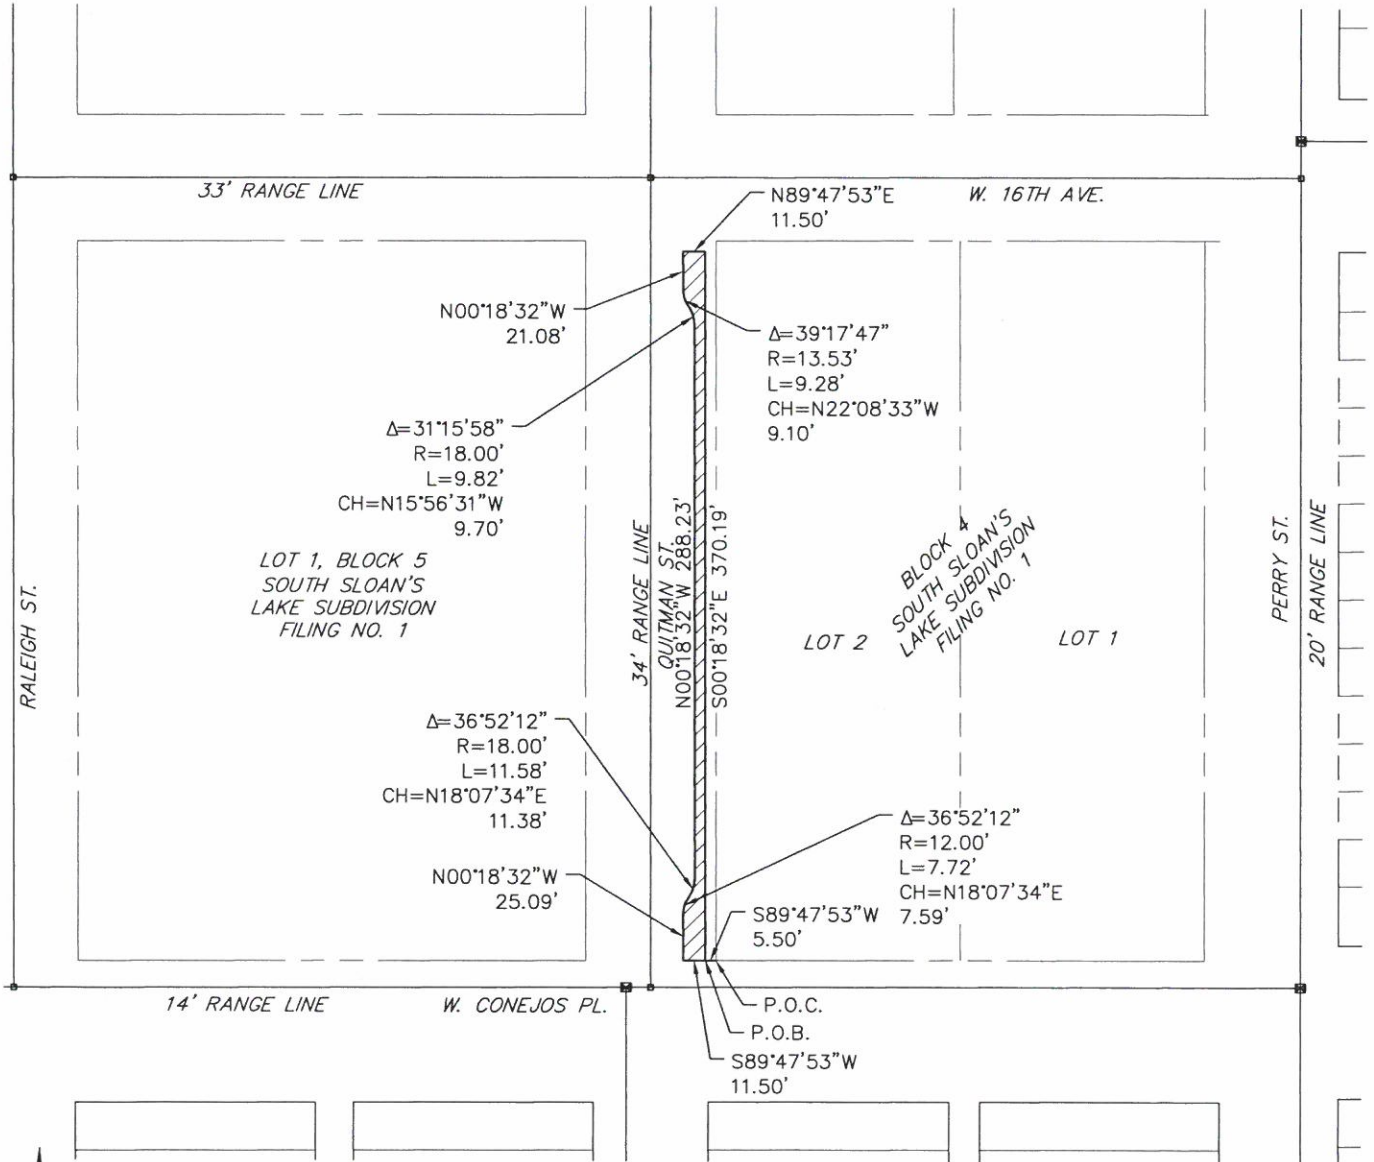 33' RANGE LINE
W. 16TH AVE.
N89°47'53"E
11.50'
N00°18'32"W
21.08'
Δ=39°17'47"
R=13.53'
L=9.28'
CH=N22°08'33"W
9.10'
Δ=31°15'58"
R=18.00'
L=9.82'
CH=N15°56'31"W
9.70'
LOT 1, BLOCK 5
SOUTH SLOAN'S
LAKE SUBDIVISION
FILING NO. 1
RALEIGH ST.
34' RANGE LINE
QUITMAN ST.
N00°18'32"W 288.23'
S00°18'32"E 370.19'
BLOCK 4
SOUTH SLOAN'S
LAKE SUBDIVISION
FILING NO. 1
LOT 2
LOT 1
PERRY ST.
20' RANGE LINE
Δ=36°52'12"
R=18.00'
L=11.58'
CH=N18°07'34"E
11.38'
N00°18'32"W
25.09'
Δ=36°52'12"
R=12.00'
L=7.72'
CH=N18°07'34"E
7.59'
S89°47'53"W
5.50'
14' RANGE LINE
W. CONEJOS PL.
P.O.C.
P.O.B.
S89°47'53"W
11.50'